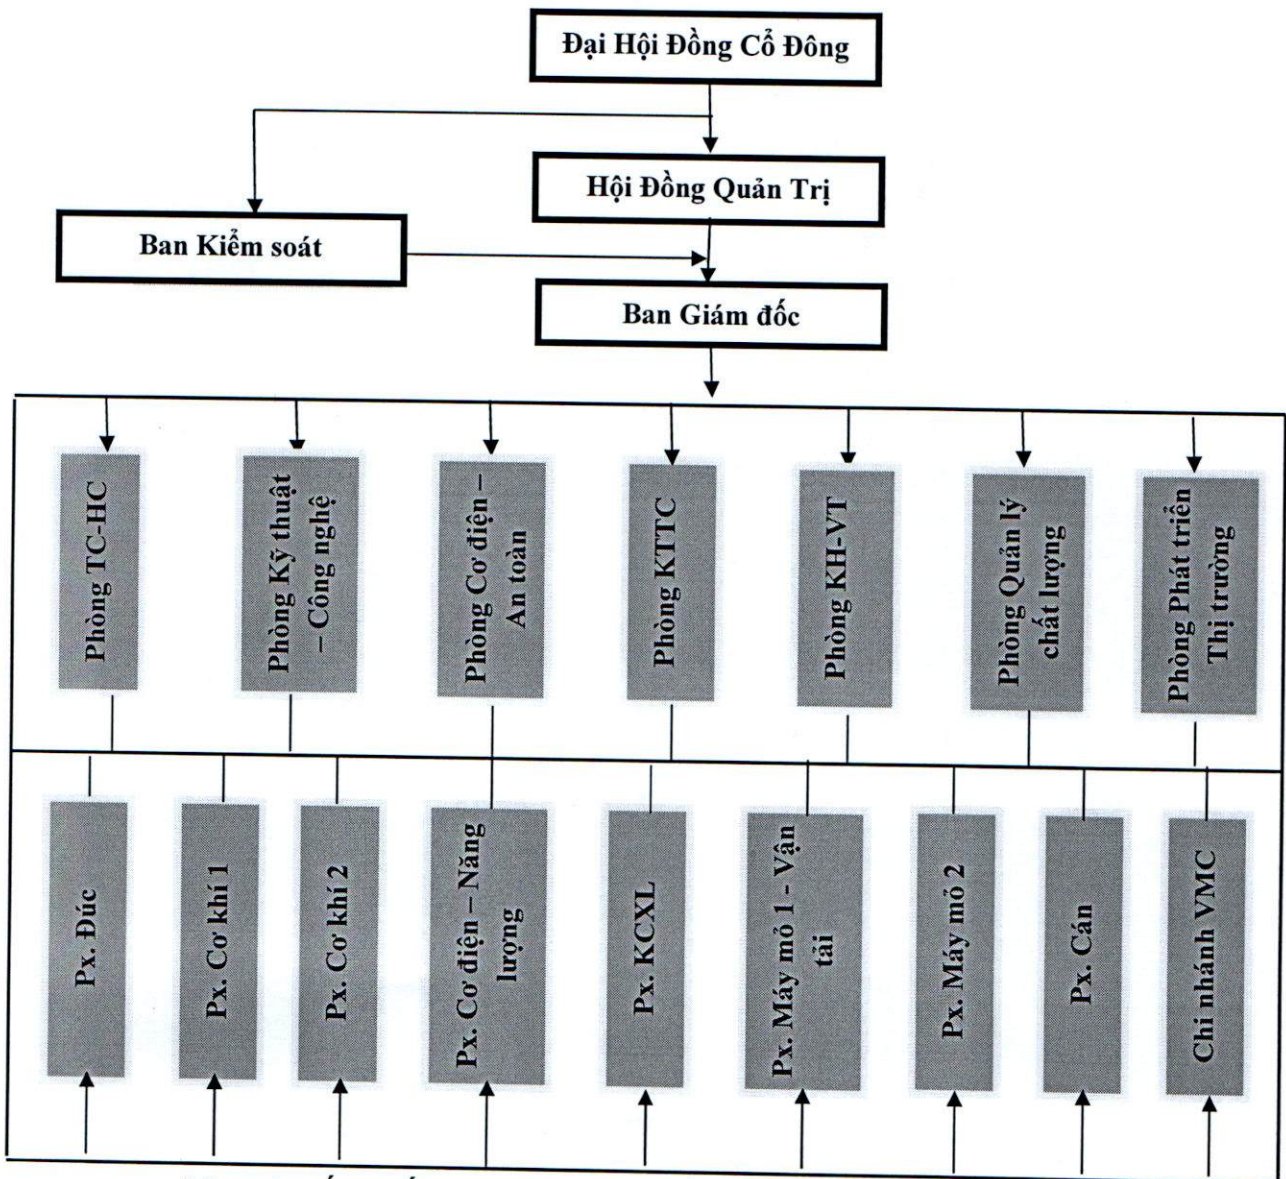 Đại Hội Đồng Cổ Đông
Hội Đồng Quản Trị
Ban Kiểm soát
Ban Giám đốc
Phòng TC-HC
Phòng Kỹ thuật
– Công nghệ
Phòng Cơ điện –
An toàn
Phòng KTTC
Phòng KH-VT
Phòng Quản lý
chất lượng
Phòng Phát triển
Thị trường
Px. Đúc
Px. Cơ khí 1
Px. Cơ khí 2
Px. Cơ điện – Năng
lượng
Px. KCXL
Px. Máy mỏ 1 - Vận
tải
Px. Máy mỏ 2
Px. Cán
Chi nhánh VMC